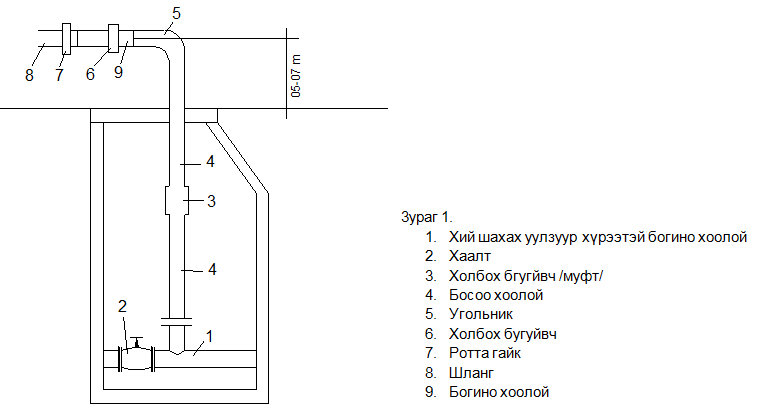 5
8
7
6
9
05-07 m
4
3
4
2
1
Зураг 1.
1. Хий шахах уулзуур хүрээтэй богино хоолой
2. Хаалт
3. Холбох бгугйвч /муфт/
4. Босоо хоолой
5. Угольник
6. Холбох бугуйвч
7. Ротта гайк
8. Шланг
9. Богино хоолой